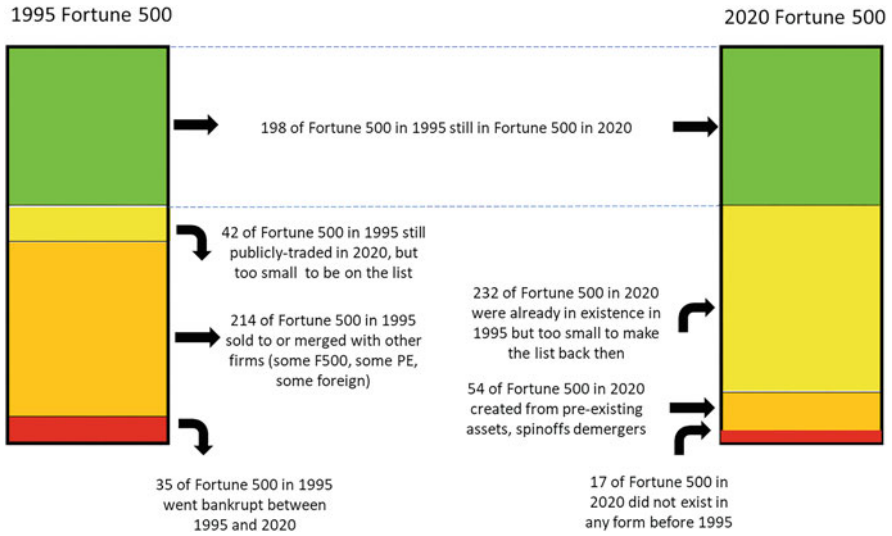 1995 Fortune 500
2020 Fortune 500
198 of Fortune 500 in 1995 still in Fortune 500 in 2020
42 of Fortune 500 in 1995 still
publicly-traded in 2020, but
too small to be on the list
214 of Fortune 500 in 1995
sold to or merged with other
firms (some F500, some PE,
some foreign)
35 of Fortune 500 in 1995
went bankrupt between
1995 and 2020
232 of Fortune 500 in 2020
were already in existence in
1995 but too small to make
the list back then
54 of Fortune 500 in 2020
created from pre-existing
assets, spinoffs demergers
17 of Fortune 500 in
2020 did not exist in
any form before 1995